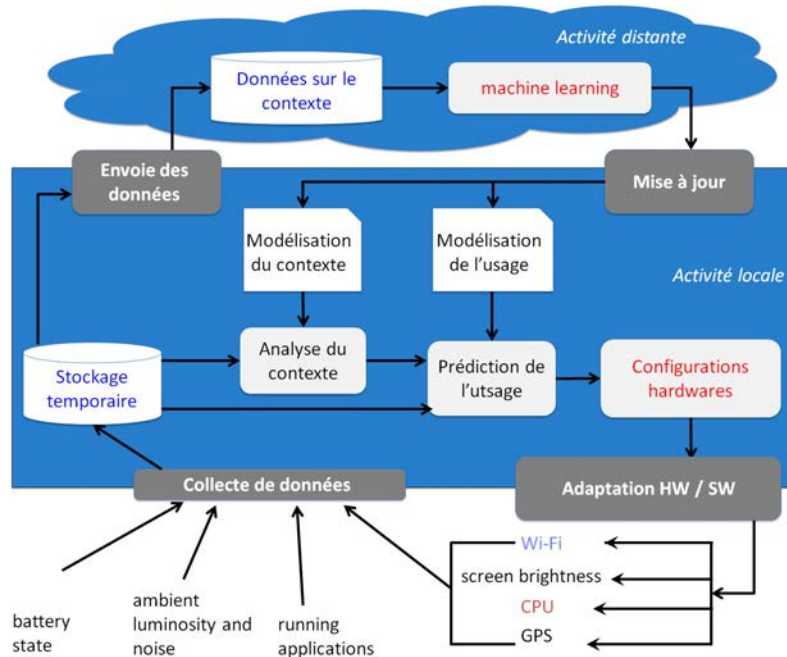 Activité distante
Données sur le
contexte
machine learning
Envoie des
données
Mise à jour
Modélisation
du contexte
Modélisation
de l'usage
Activité locale
Stockage
temporaire
Analyse du
contexte
Prédiction de
l'utsage
Configurations
hardwares
Collecte de données
Adaptation HW / SW
Wi-Fi
screen brightness
CPU
GPS
battery
state
ambient
luminosity and
noise
running
applications